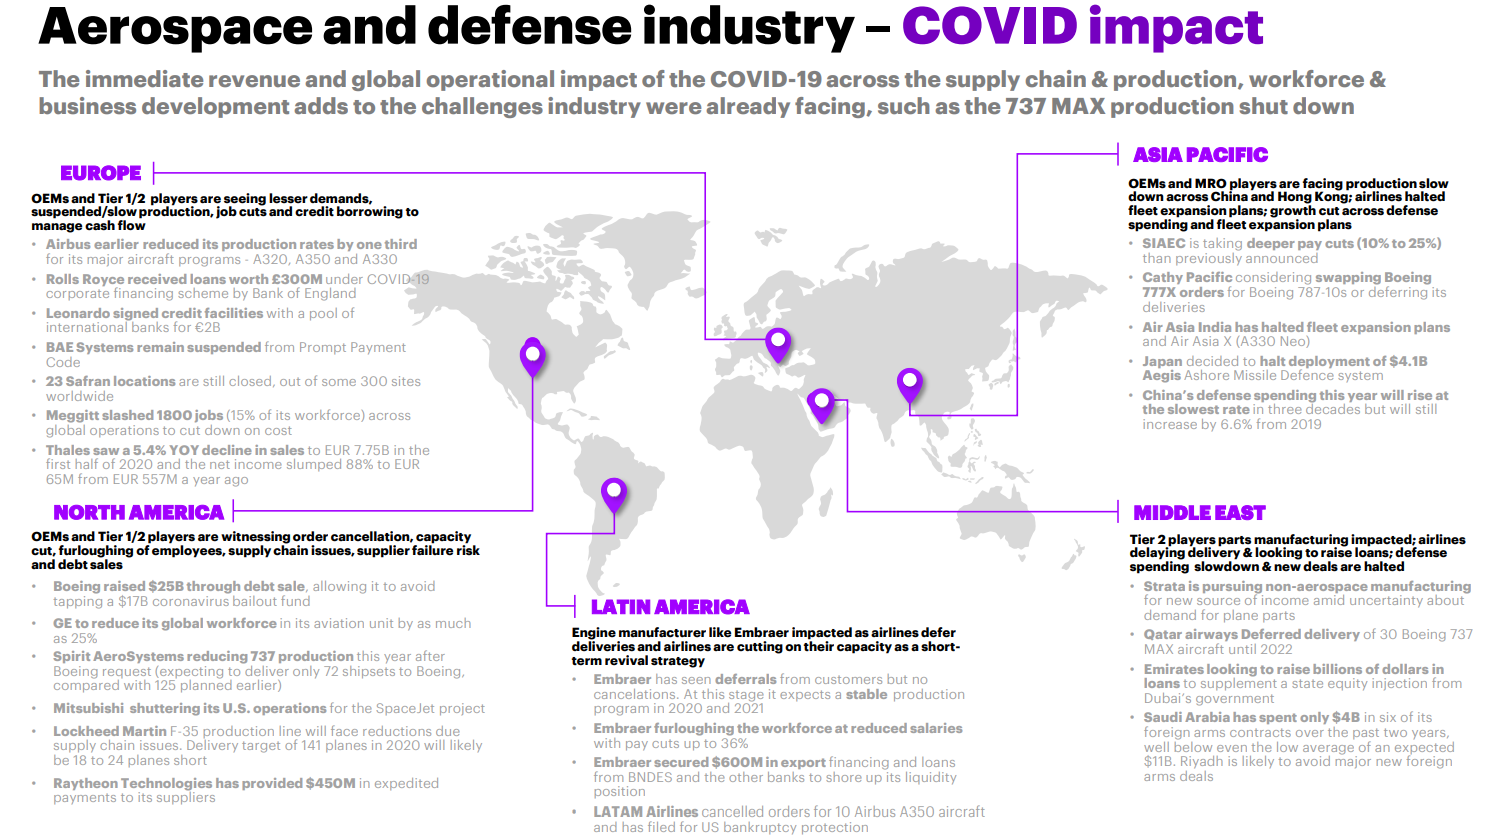 Aerospace and defense industry – COVID impact
The immediate revenue and global operational impact of the COVID-19 across the supply chain & production, workforce &
business development adds to the challenges industry were already facing, such as the 737 MAX production shut down
EUROPE
OEMs and Tier 1/2 players are seeing lesser demands,
suspended/slow production, job cuts and credit borrowing to
manage cash flow
• Airbus earlier reduced its production rates by one third
for its major aircraft programs - A320, A350 and A330
• Rolls Royce received loans worth £300M under COVID-19
corporate financing scheme by Bank of England
• Leonardo signed credit facilities with a pool of
international banks for €2B
• BAE Systems remain suspended from Prompt Payment
Code
• 23 Safran locations are still closed, out of some 300 sites
worldwide
• Meggitt slashed 1800 jobs (15% of its workforce) across
global operations to cut down on cost
• Thales saw a 5.4% YOY decline in sales to EUR 7.75B in the
first half of 2020 and the net income slumped 88% to EUR
65M from EUR 557M a year ago
NORTH AMERICA
OEMs and Tier 1/2 players are witnessing order cancellation, capacity
cut, furloughing of employees, supply chain issues, supplier failure risk
and debt sales
• Boeing raised $25B through debt sale, allowing it to avoid
tapping a $17B coronavirus bailout fund
• GE to reduce its global workforce in its aviation unit by as much
as 25%
• Spirit AeroSystems reducing 737 production this year after
Boeing request (expecting to deliver only 72 shipsets to Boeing,
compared with 125 planned earlier)
• Mitsubishi shuttering its U.S. operations for the SpaceJet project
• Lockheed Martin F-35 production line will face reductions due
supply chain issues. Delivery target of 141 planes in 2020 will likely
be 18 to 24 planes short
• Raytheon Technologies has provided $450M in expedited
payments to its suppliers
LATIN AMERICA
Engine manufacturer like Embraer impacted as airlines defer
deliveries and airlines are cutting on their capacity as a short-
term revival strategy
• Embraer has seen deferrals from customers but no
cancelations. At this stage it expects a stable production
program in 2020 and 2021
• Embraer furloughing the workforce at reduced salaries
with pay cuts up to 36%
• Embraer secured $600M in export financing and loans
from BNDES and the other banks to shore up its liquidity
position
• LATAM Airlines cancelled orders for 10 Airbus A350 aircraft
and has filed for US bankruptcy protection
ASIA PACIFIC
OEMs and MRO players are facing production slow
down across China and Hong Kong; airlines halted
fleet expansion plans; growth cut across defense
spending and fleet expansion plans
• SIAEC is taking deeper pay cuts (10% to 25%)
than previously announced
• Cathy Pacific considering swapping Boeing
777X orders for Boeing 787-10s or deferring its
deliveries
• Air Asia India has halted fleet expansion plans
and Air Asia X (A330 Neo)
• Japan decided to halt deployment of $4.1B
Aegis Ashore Missile Defence system
• China's defense spending this year will rise at
the slowest rate in three decades but will still
increase by 6.6% from 2019
MIDDLE EAST
Tier 2 players parts manufacturing impacted; airlines
delaying delivery & looking to raise loans; defense
spending slowdown & new deals are halted
• Strata is pursuing non-aerospace manufacturing
for new source of income amid uncertainty about
demand for plane parts
• Qatar airways Deferred delivery of 30 Boeing 737
MAX aircraft until 2022
• Emirates looking to raise billions of dollars in
loans to supplement a state equity injection from
Dubai's government
• Saudi Arabia has spent only $4B in six of its
foreign arms contracts over the past two years,
well below even the low average of an expected
$11B. Riyadh is likely to avoid major new foreign
arms deals